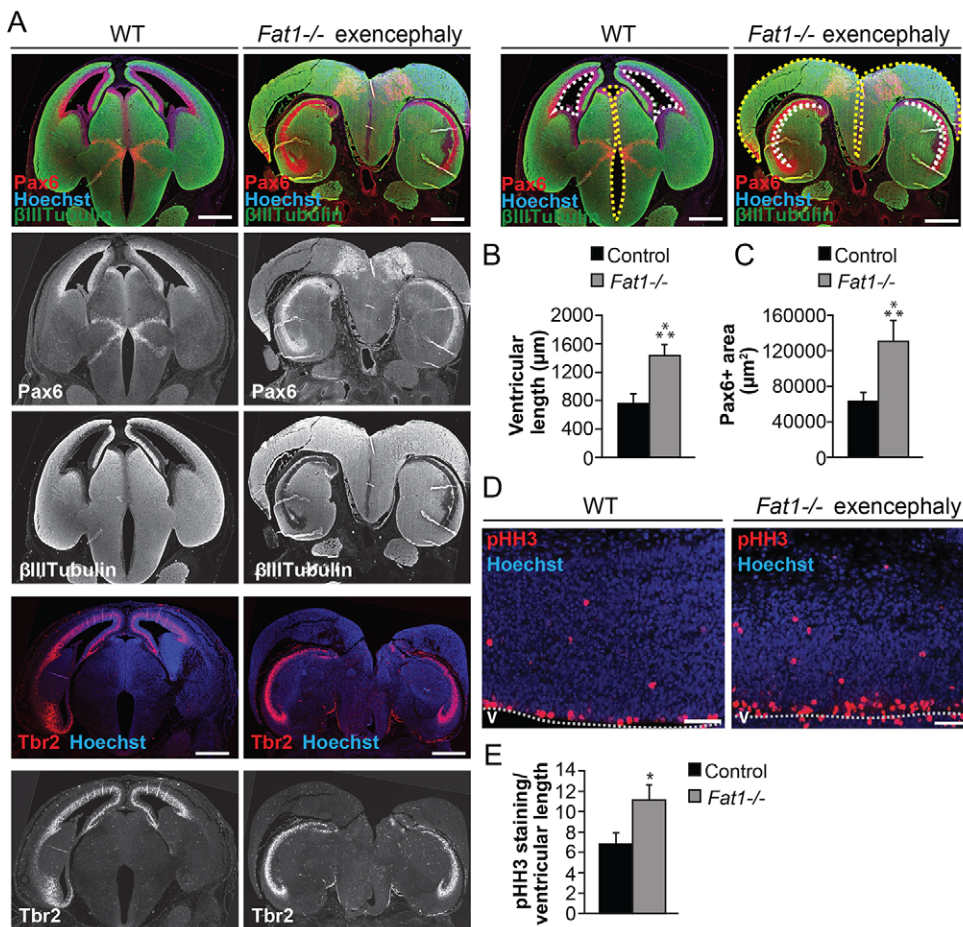 A
WT
Fat1-/- exencephaly
WT
Fat1-/- exencephaly
Pax6
Hoechst
βIIITubulin
Pax6
Hoechst
βIIITubulin
Pax6
Hoechst
βIIITubulin
Pax6
Hoechst
βIIITubulin
Pax6
Pax6
βIIITubulin
βIIITubulin
Tbr2 Hoechst
Tbr2 Hoechst
Tbr2
Tbr2
B
Control
Fat1-/-
Ventricular
length (µm)
2000
1600
1200
800
400
0
***
C
Control
Fat1-/-
Pax6+ area
(µm²)
160000
120000
80000
40000
0
***
D
WT
Fat1-/- exencephaly
pHH3
Hoechst
V
pHH3
Hoechst
V
E
pHH3 staining/
ventricular length
14
12
10
8
6
4
2
0
*
Control
Fat1-/-